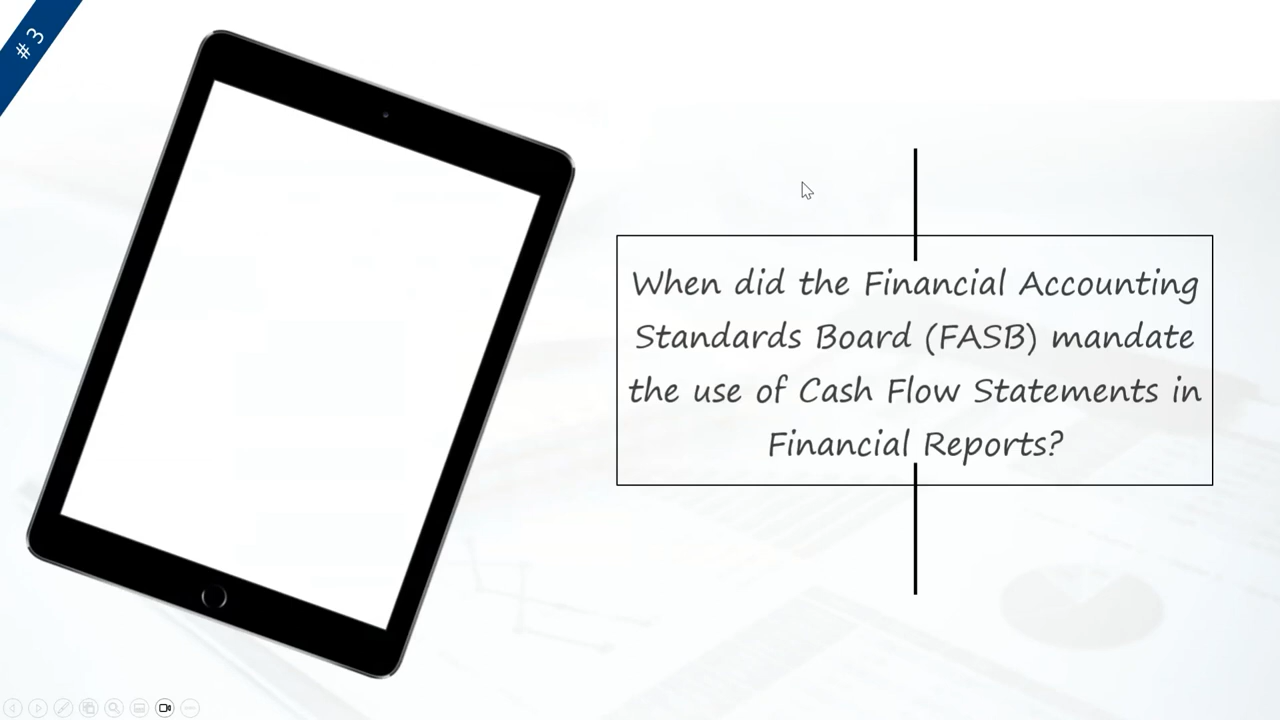 # 3
When did the Financial Accounting
Standards Board (FASB) mandate
the use of Cash Flow Statements in
Financial Reports?